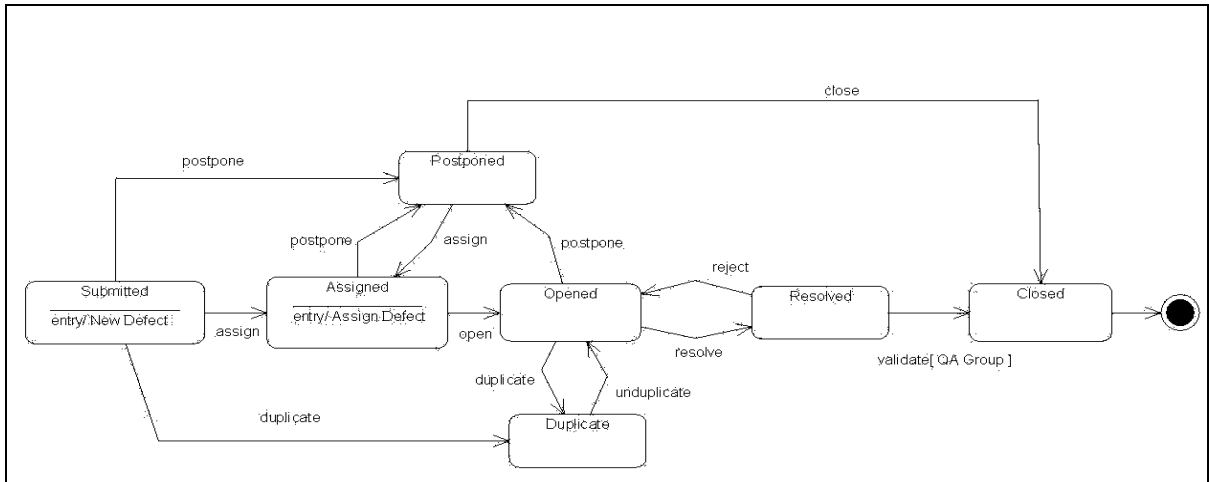 close
postpone
Postponed
postpone
assign
postpone
reject
Submitted
entry/ New Defect
assign
Assigned
entry/ Assign Defect
open
Opened
Resolved
resolve
Closed
validate[ QA Group ]
duplicate
unduplicate
duplicate
Duplicate